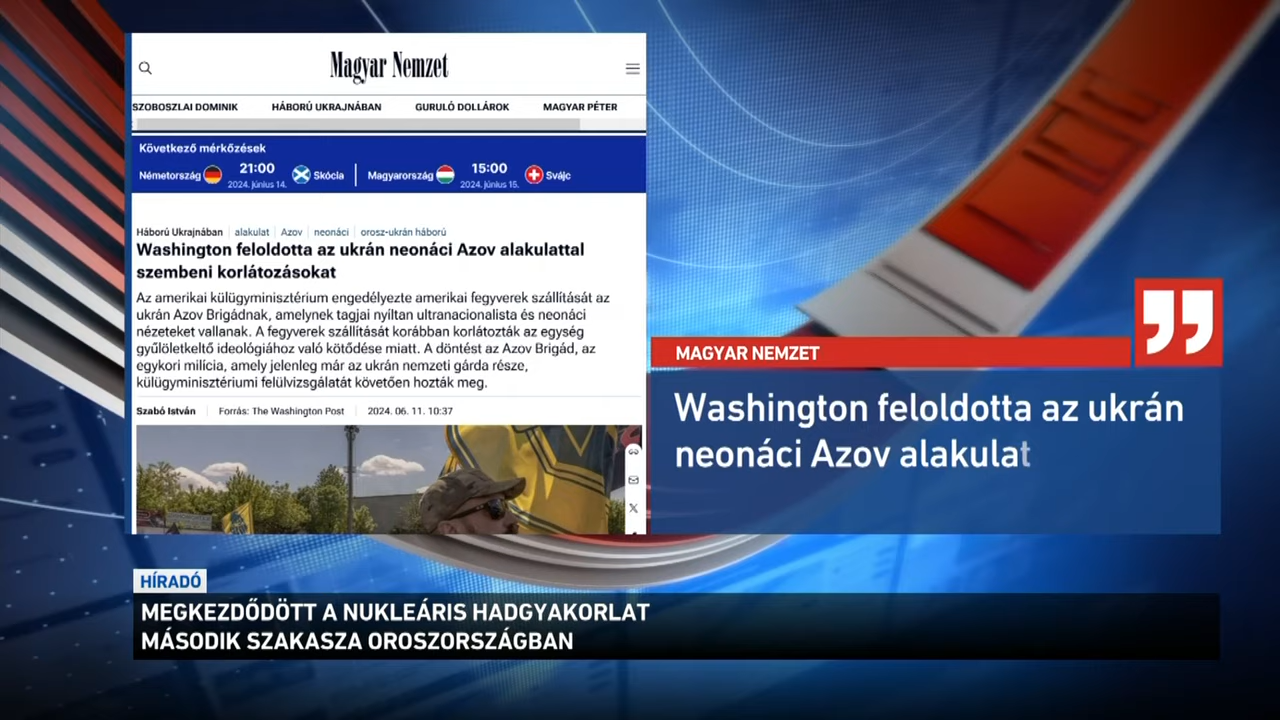 Magyar Nemzet
SZOBOSZLAI DOMINIK HÁBORÚ UKRAJNÁBAN GURULÓ DOLLÁROK MAGYAR PÉTER
Következő mérkőzések
Németország 21:00 Skócia Magyarország 15:00 Svájc
2024. június 14. 2024. június 15.
Háború Ukrajnában alakulat Azov neonáci orosz-ukrán háború
Washington feloldotta az ukrán neonáci Azov alakulattal
szembeni korlátozásokat
Az amerikai külügyminisztérium engedélyezte amerikai fegyverek szállítását az
ukrán Azov Brigádnak, amelynek tagjai nyíltan ultranacionalista és neonáci
nézeteket vallanak. A fegyverek szállítását korábban korlátozták az egység
gyűlöletkeltő ideológiához való kötődése miatt. A döntést az Azov Brigád, az
egykori milícia, amely jelenleg már az ukrán nemzeti gárda része,
külügyminisztériumi felülvizsgálatát követően hozták meg.
Szabó István Forrás: The Washington Post 2024. 06. 11. 10:37
MAGYAR NEMZET
Washington feloldotta az ukrán
neonáci Azov alakulat
HÍRADÓ
MEGKEZDŐDÖTT A NUKLEÁRIS HADGYAKORLAT
MÁSODIK SZAKASZA OROSZORSZÁGBAN